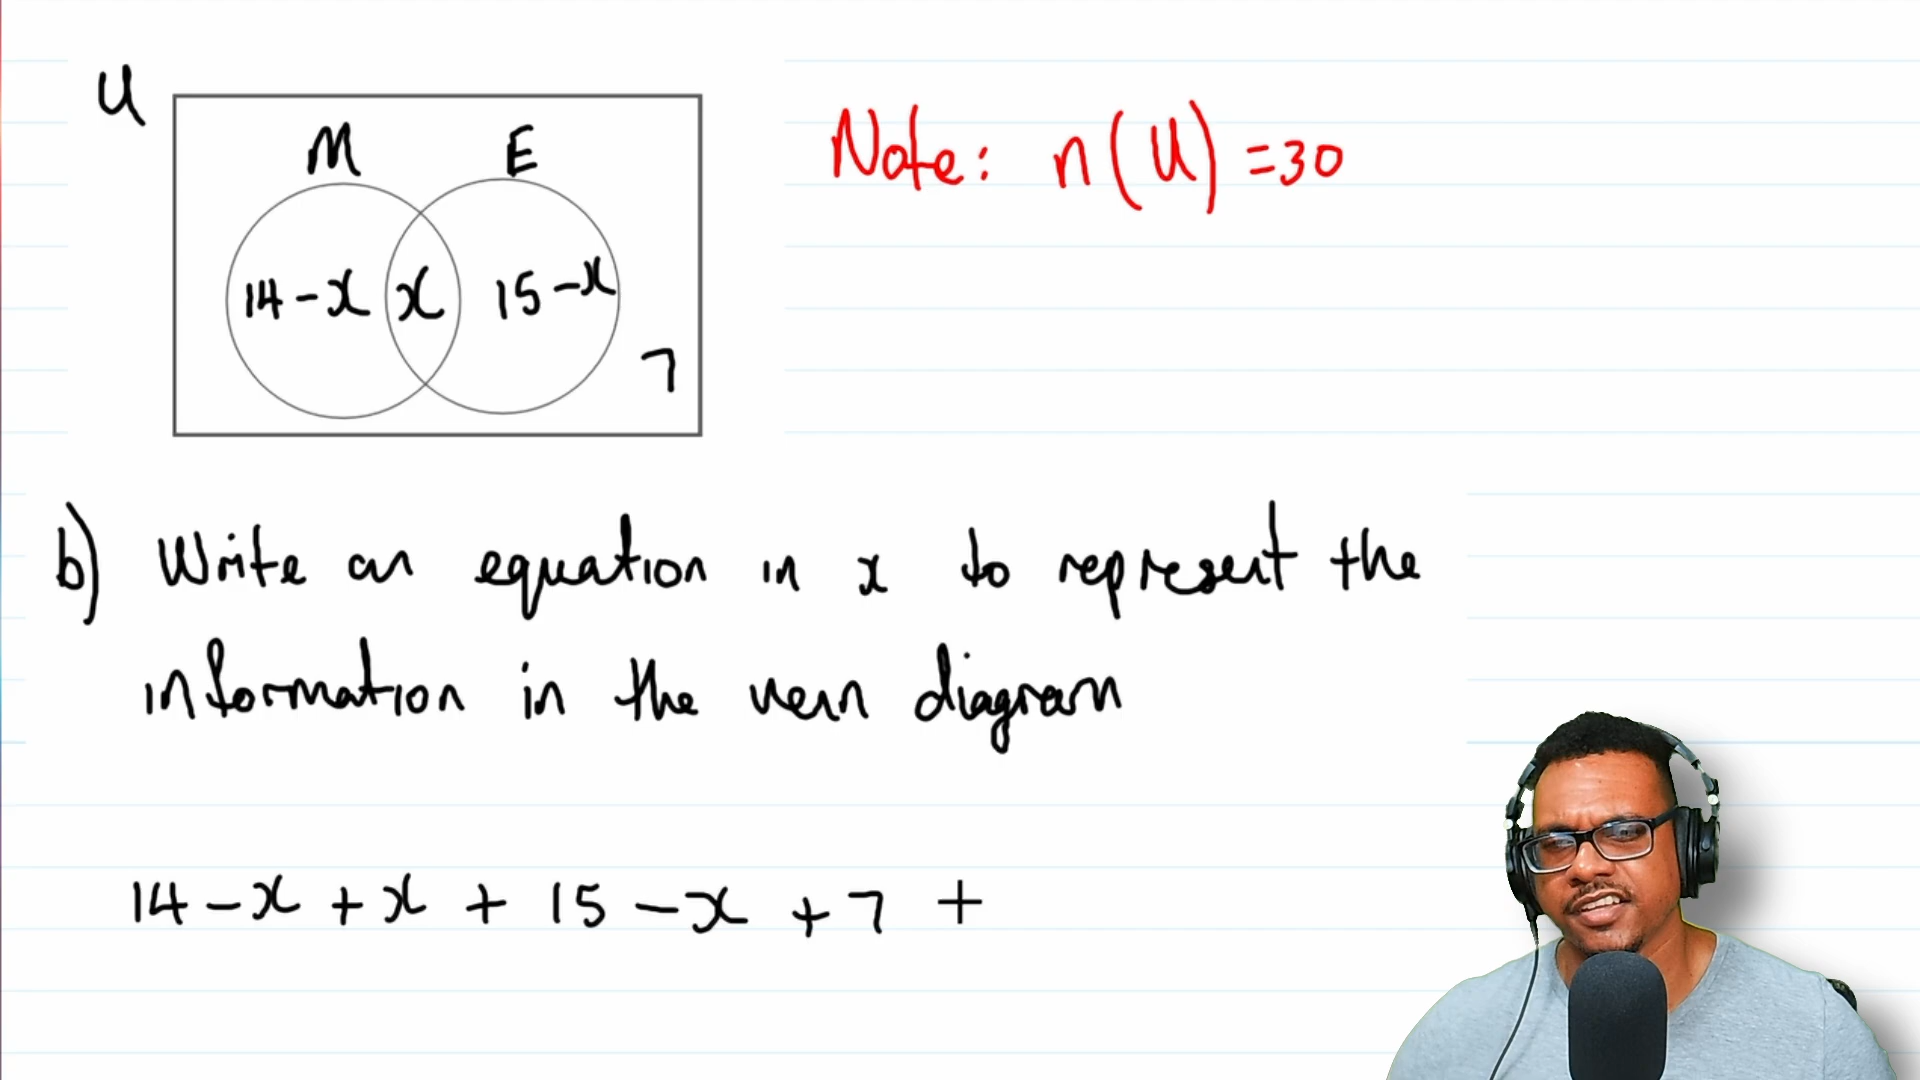 U
M E
14-x x 15-x
7
Note: n(U)=30
b) Write an equation in x to represent the
information in the venn diagram
14-x+x+15-x+7 +